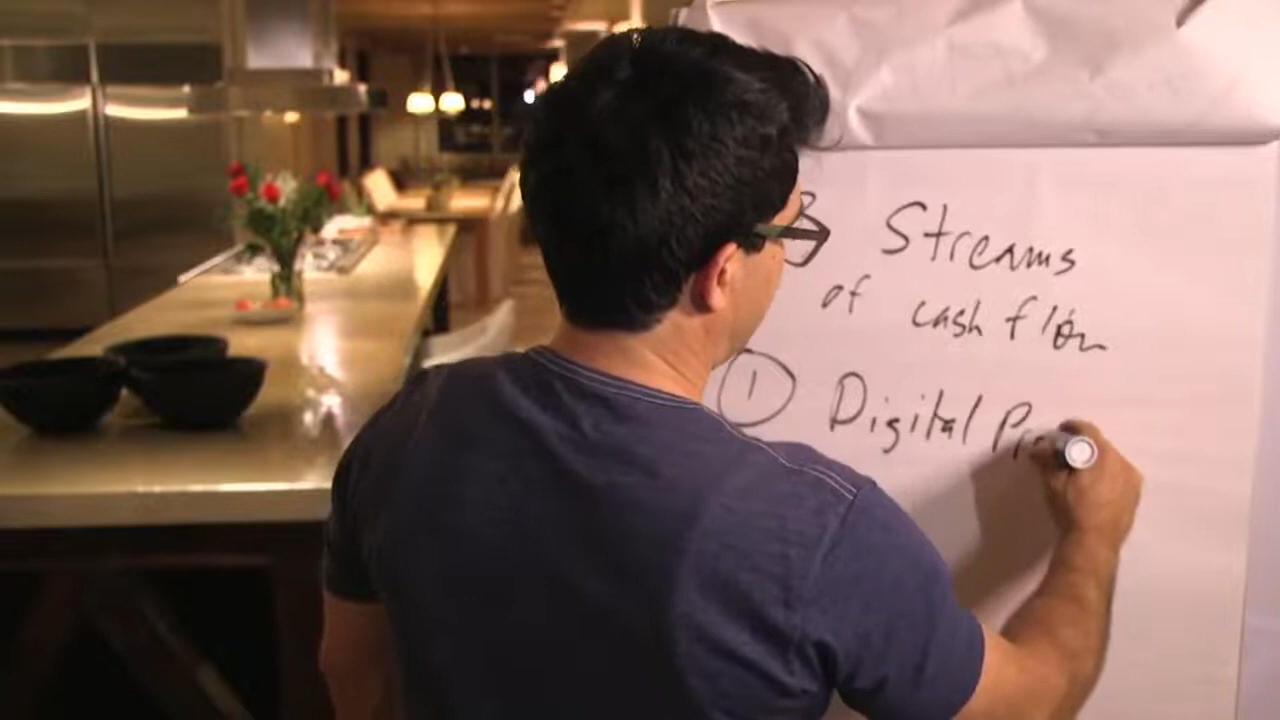 3 Streams
of cash flow
① Digital Pr